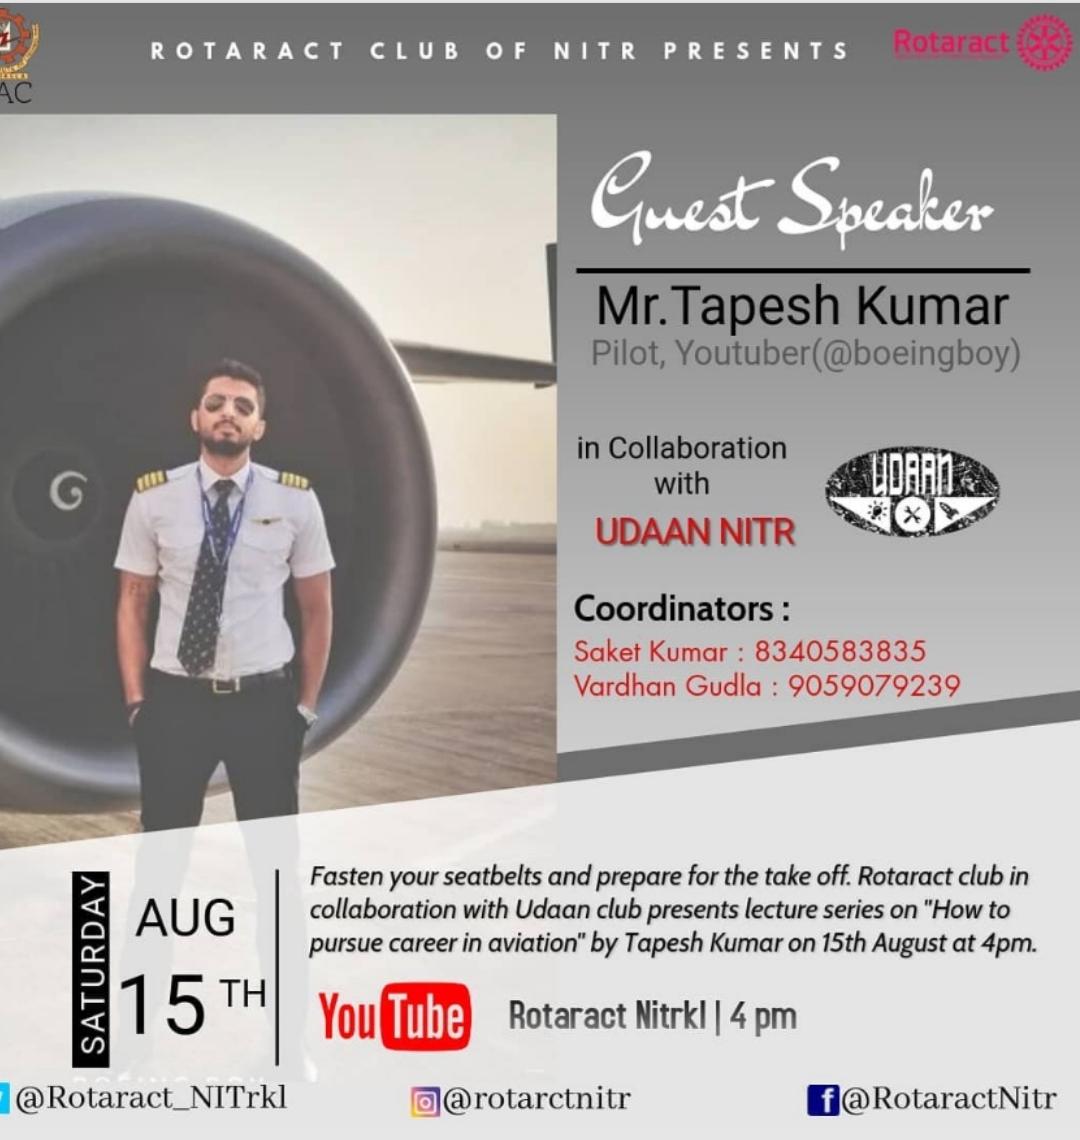 ROTARACT CLUB OF NITR PRESENTS
Rotaract
AC
Guest Speaker
Mr.Tapesh Kumar
Pilot, Youtuber(@boeingboy)
in Collaboration
with
UDAAN NITR
UDAAN
Coordinators :
Saket Kumar : 8340583835
Vardhan Gudla : 9059079239
SATURDAY
AUG
15 TH
Fasten your seatbelts and prepare for the take off. Rotaract club in
collaboration with Udaan club presents lecture series on "How to
pursue career in aviation" by Tapesh Kumar on 15th August at 4pm.
YouTube
Rotaract Nitrkl | 4 pm
@Rotaract_NITrkl
@rotarctnitr
@RotaractNitr